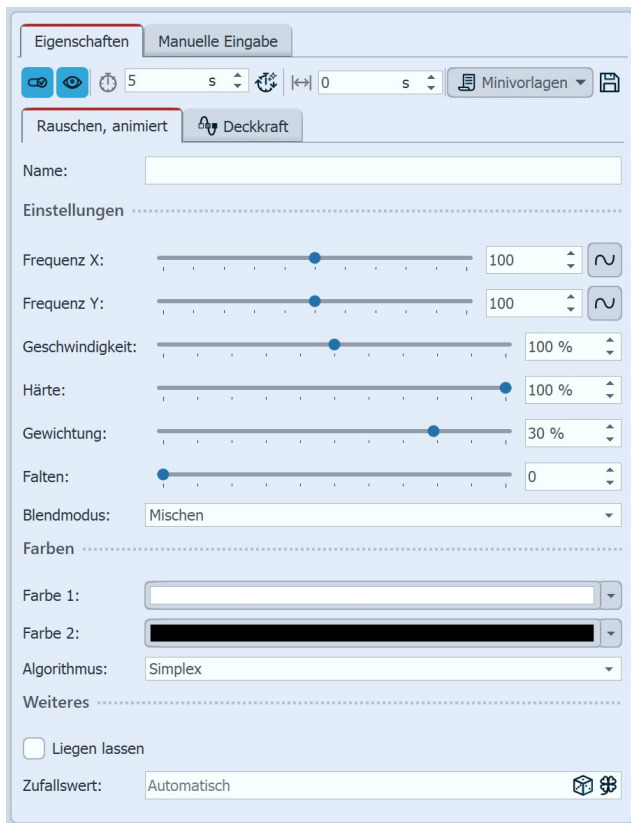 Eigenschaften Manuelle Eingabe
5 s 0 s Minivorlagen
Rauschen, animiert Deckkraft
Name:
Einstellungen
Frequenz X: 100
Frequenz Y: 100
Geschwindigkeit: 100 %
Härte: 100 %
Gewichtung: 30 %
Falten: 0
Blendmodus: Mischen
Farben
Farbe 1:
Farbe 2:
Algorithmus: Simplex
Weiteres
Liegen lassen
Zufallswert: Automatisch